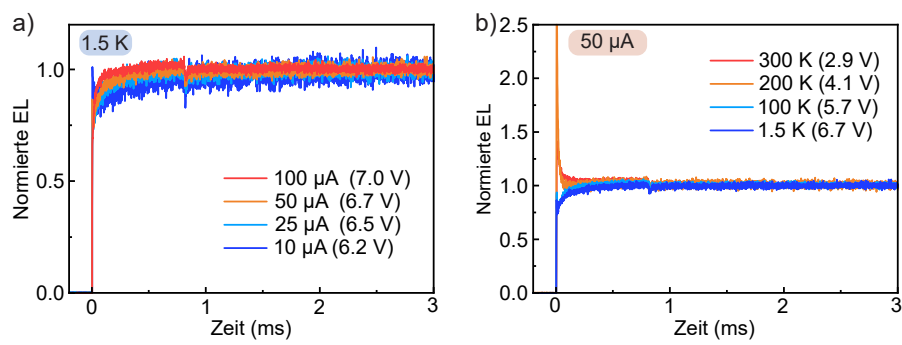 a)
1.5 K
Normierte EL
1.0
0.5
0.0
100 µA (7.0 V)
50 µA (6.7 V)
25 µA (6.5 V)
10 µA (6.2 V)
0 1 2 3
Zeit (ms)
b)
50 µA
Normierte EL
2.5
2.0
1.5
1.0
0.5
0.0
300 K (2.9 V)
200 K (4.1 V)
100 K (5.7 V)
1.5 K (6.7 V)
0 1 2 3
Zeit (ms)